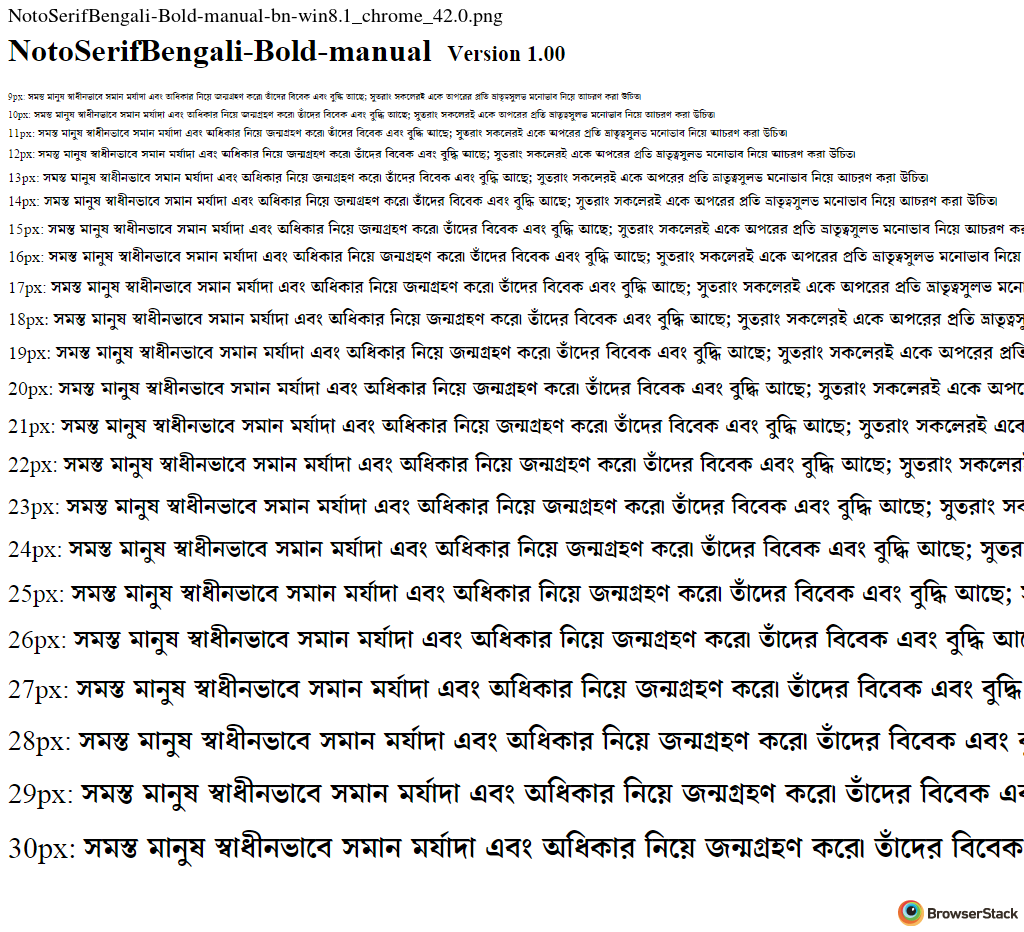 NotoSerifBengali-Bold-manual-bn-win8.1_chrome_42.0.png
NotoSerifBengali-Bold-manual Version 1.00
9px: সমস্ত মানুষ স্বাধীনভাবে সমান মর্যাদা এবং অধিকার নিয়ে জন্মগ্রহণ করে। তাঁদের বিবেক এবং বুদ্ধি আছে; সুতরাং সকলেরই একে অপরের প্রতি ভ্রাতৃত্বসুলভ মনোভাব নিয়ে আচরণ করা উচিত।
10px: সমস্ত মানুষ স্বাধীনভাবে সমান মর্যাদা এবং অধিকার নিয়ে জন্মগ্রহণ করে। তাঁদের বিবেক এবং বুদ্ধি আছে; সুতরাং সকলেরই একে অপরের প্রতি ভ্রাতৃত্বসুলভ মনোভাব নিয়ে আচরণ করা উচিত।
11px: সমস্ত মানুষ স্বাধীনভাবে সমান মর্যাদা এবং অধিকার নিয়ে জন্মগ্রহণ করে। তাঁদের বিবেক এবং বুদ্ধি আছে; সুতরাং সকলেরই একে অপরের প্রতি ভ্রাতৃত্বসুলভ মনোভাব নিয়ে আচরণ করা উচিত।
12px: সমস্ত মানুষ স্বাধীনভাবে সমান মর্যাদা এবং অধিকার নিয়ে জন্মগ্রহণ করে। তাঁদের বিবেক এবং বুদ্ধি আছে; সুতরাং সকলেরই একে অপরের প্রতি ভ্রাতৃত্বসুলভ মনোভাব নিয়ে আচরণ করা উচিত।
13px: সমস্ত মানুষ স্বাধীনভাবে সমান মর্যাদা এবং অধিকার নিয়ে জন্মগ্রহণ করে। তাঁদের বিবেক এবং বুদ্ধি আছে; সুতরাং সকলেরই একে অপরের প্রতি ভ্রাতৃত্বসুলভ মনোভাব নিয়ে আচরণ করা উচিত।
14px: সমস্ত মানুষ স্বাধীনভাবে সমান মর্যাদা এবং অধিকার নিয়ে জন্মগ্রহণ করে। তাঁদের বিবেক এবং বুদ্ধি আছে; সুতরাং সকলেরই একে অপরের প্রতি ভ্রাতৃত্বসুলভ মনোভাব নিয়ে আচরণ করা উচিত।
15px: সমস্ত মানুষ স্বাধীনভাবে সমান মর্যাদা এবং অধিকার নিয়ে জন্মগ্রহণ করে। তাঁদের বিবেক এবং বুদ্ধি আছে; সুতরাং সকলেরই একে অপরের প্রতি ভ্রাতৃত্বসুলভ মনোভাব নিয়ে আচরণ
16px: সমস্ত মানুষ স্বাধীনভাবে সমান মর্যাদা এবং অধিকার নিয়ে জন্মগ্রহণ করে। তাঁদের বিবেক এবং বুদ্ধি আছে; সুতরাং সকলেরই একে অপরের প্রতি ভ্রাতৃত্বসুলভ মনোভাব নিয়ে
17px: সমস্ত মানুষ স্বাধীনভাবে সমান মর্যাদা এবং অধিকার নিয়ে জন্মগ্রহণ করে। তাঁদের বিবেক এবং বুদ্ধি আছে; সুতরাং সকলেরই একে অপরের প্রতি ভ্রাতৃত্বসুলভ
18px: সমস্ত মানুষ স্বাধীনভাবে সমান মর্যাদা এবং অধিকার নিয়ে জন্মগ্রহণ করে। তাঁদের বিবেক এবং বুদ্ধি আছে; সুতরাং সকলেরই একে অপরের প্রতি
19px: সমস্ত মানুষ স্বাধীনভাবে সমান মর্যাদা এবং অধিকার নিয়ে জন্মগ্রহণ করে। তাঁদের বিবেক এবং বুদ্ধি আছে; সুতরাং সকলেরই একে অপরের প্রতি
20px: সমস্ত মানুষ স্বাধীনভাবে সমান মর্যাদা এবং অধিকার নিয়ে জন্মগ্রহণ করে। তাঁদের বিবেক এবং বুদ্ধি আছে; সুতরাং সকলেরই একে
21px: সমস্ত মানুষ স্বাধীনভাবে সমান মর্যাদা এবং অধিকার নিয়ে জন্মগ্রহণ করে। তাঁদের বিবেক এবং বুদ্ধি আছে; সুতরাং সকলেরই একে
22px: সমস্ত মানুষ স্বাধীনভাবে সমান মর্যাদা এবং অধিকার নিয়ে জন্মগ্রহণ করে। তাঁদের বিবেক এবং বুদ্ধি আছে; সুতরাং
23px: সমস্ত মানুষ স্বাধীনভাবে সমান মর্যাদা এবং অধিকার নিয়ে জন্মগ্রহণ করে। তাঁদের বিবেক এবং বুদ্ধি আছে; সুতরাং
24px: সমস্ত মানুষ স্বাধীনভাবে সমান মর্যাদা এবং অধিকার নিয়ে জন্মগ্রহণ করে। তাঁদের বিবেক এবং বুদ্ধি আছে;
25px: সমস্ত মানুষ স্বাধীনভাবে সমান মর্যাদা এবং অধিকার নিয়ে জন্মগ্রহণ করে। তাঁদের বিবেক এবং বুদ্ধি আছে;
26px: সমস্ত মানুষ স্বাধীনভাবে সমান মর্যাদা এবং অধিকার নিয়ে জন্মগ্রহণ করে। তাঁদের বিবেক এবং বুদ্ধি
27px: সমস্ত মানুষ স্বাধীনভাবে সমান মর্যাদা এবং অধিকার নিয়ে জন্মগ্রহণ করে। তাঁদের বিবেক এবং বুদ্ধি
28px: সমস্ত মানুষ স্বাধীনভাবে সমান মর্যাদা এবং অধিকার নিয়ে জন্মগ্রহণ করে। তাঁদের বিবেক এবং
29px: সমস্ত মানুষ স্বাধীনভাবে সমান মর্যাদা এবং অধিকার নিয়ে জন্মগ্রহণ করে। তাঁদের বিবেক
30px: সমস্ত মানুষ স্বাধীনভাবে সমান মর্যাদা এবং অধিকার নিয়ে জন্মগ্রহণ করে। তাঁদের বিবেক
BrowserStack